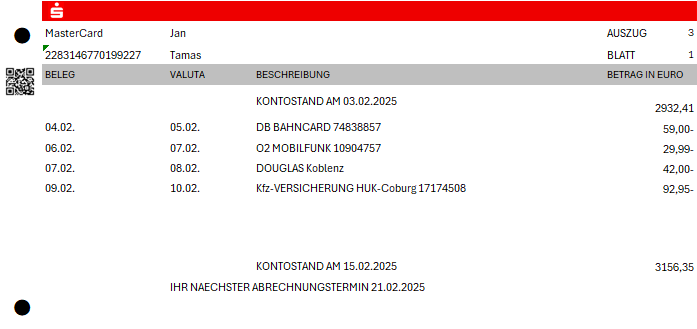 MasterCard Jan AUSZUG 3
2283146770199227 Tamas BLATT 1
BELEG VALUTA BESCHREIBUNG BETRAG IN EURO
KONTOSTAND AM 03.02.2025 2932,41
04.02. 05.02. DB BAHNCARD 74838857 59,00-
06.02. 07.02. O2 MOBILFUNK 10904757 29,99-
07.02. 08.02. DOUGLAS Koblenz 42,00-
09.02. 10.02. Kfz-VERSICHERUNG HUK-Coburg 17174508 92,95-
KONTOSTAND AM 15.02.2025 3156,35
IHR NAECHSTER ABRECHNUNGSTERMIN 21.02.2025